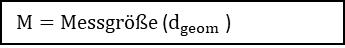 M = Messgröße (d_geom )